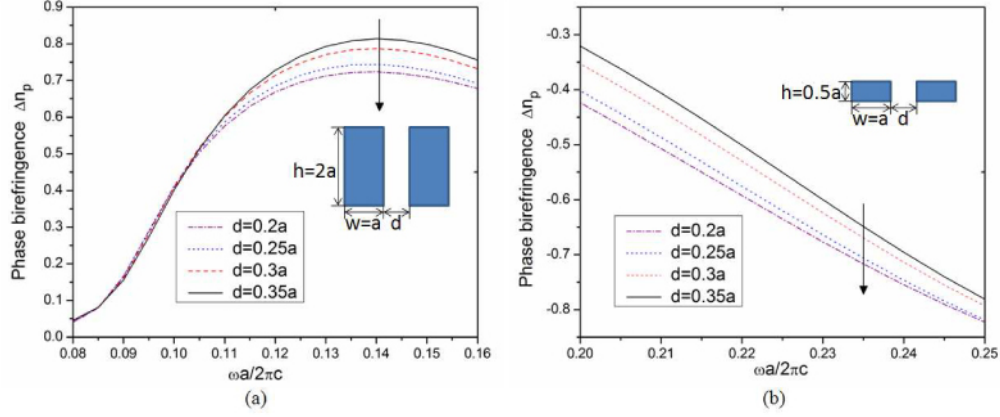 Phase birefringence Δnp
0.9
0.8
0.7
0.6
0.5
0.4
0.3
0.2
0.1
0.0
h=2a
w=a
d
d=0.2a
d=0.25a
d=0.3a
d=0.35a
0.08 0.09 0.10 0.11 0.12 0.13 0.14 0.15 0.16
ωa/2πc
(a)
Phase birefringence Δnp
-0.3
-0.4
-0.5
-0.6
-0.7
-0.8
h=0.5a
w=a
d
d=0.2a
d=0.25a
d=0.3a
d=0.35a
0.20 0.21 0.22 0.23 0.24 0.25
ωa/2πc
(b)